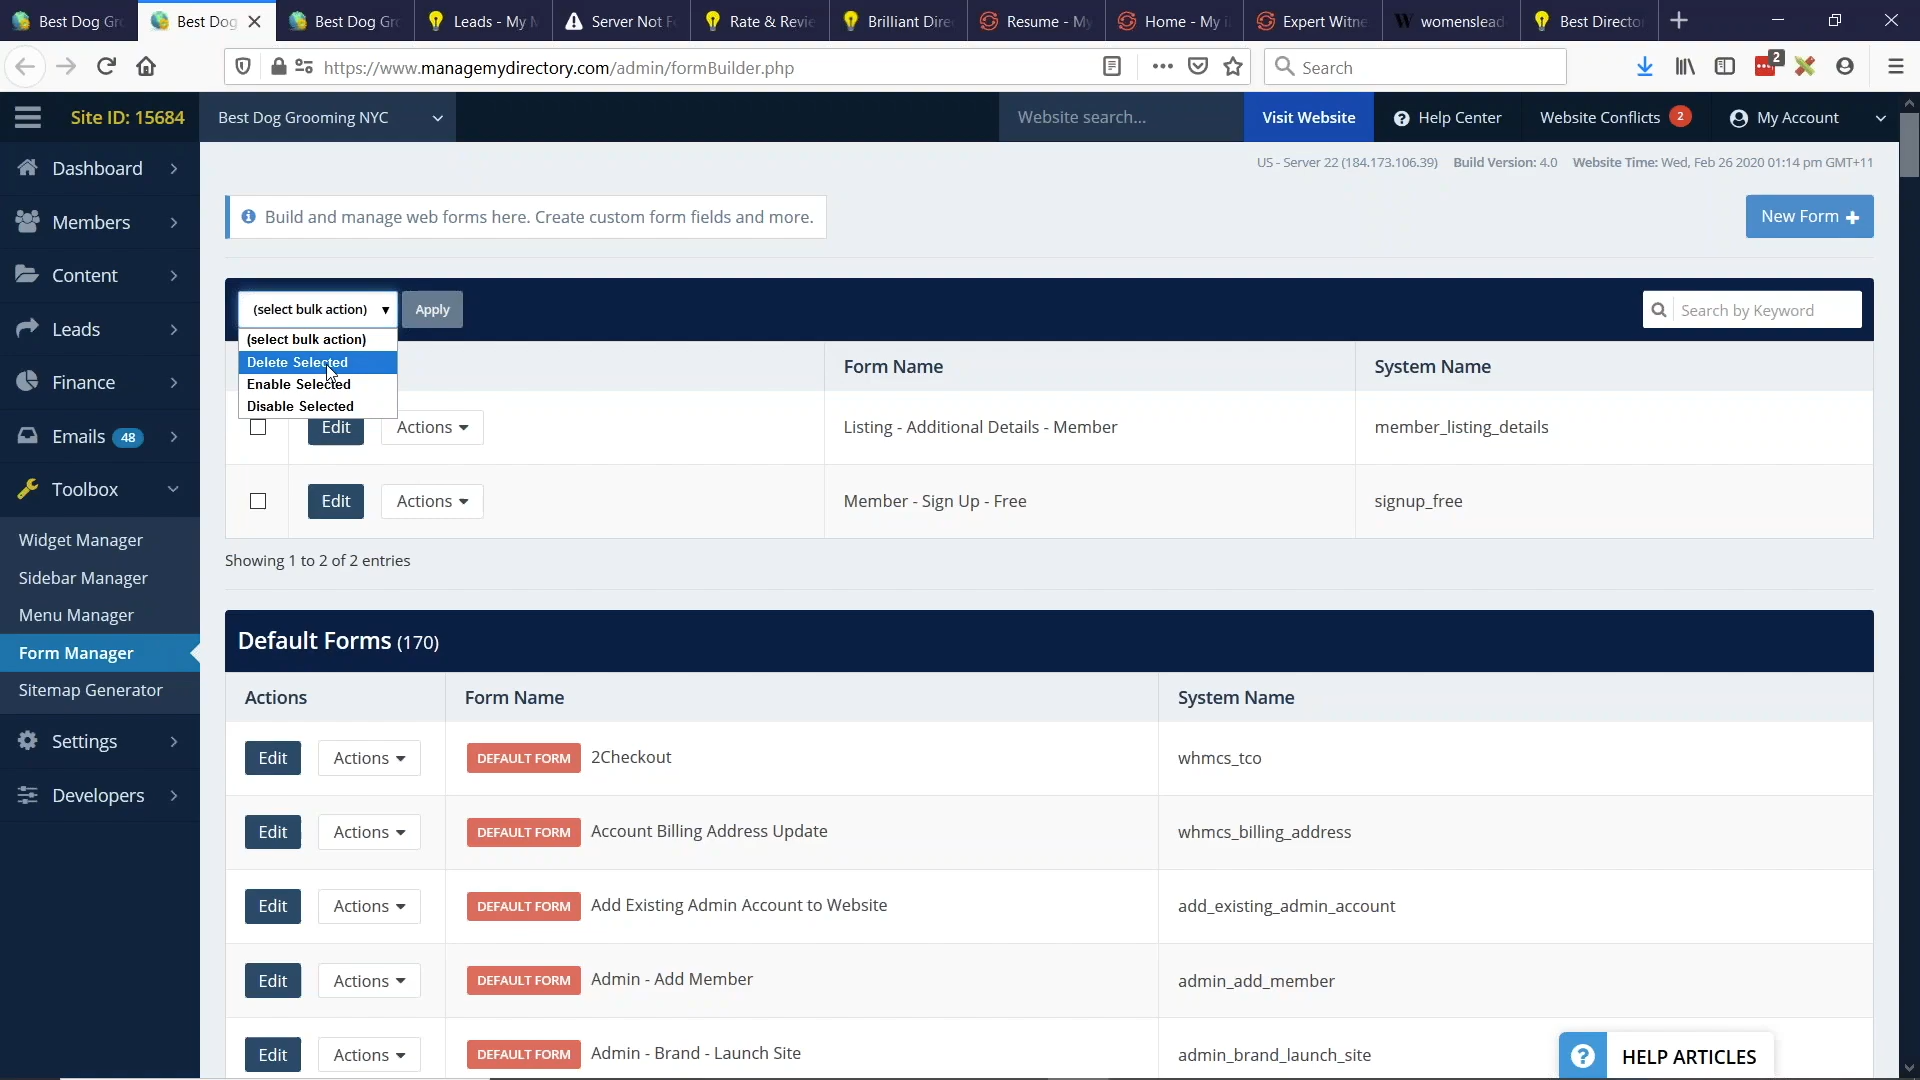 Best Dog Gr
Best Dog
Best Dog Gr
Leads - My M
Server Not F
Rate & Revie
Brilliant Direc
Resume - My
Home - My i
Expert Witne
womenslead
Best Directo
https://www.managemydirectory.com/admin/formBuilder.php
Search
2
Site ID: 15684
Best Dog Grooming NYC
Website search...
Visit Website
Help Center
Website Conflicts 2
My Account
US - Server 22 (184.173.106.39) Build Version: 4.0 Website Time: Wed, Feb 26 2020 01:14 pm GMT+11
Dashboard
Members
Content
Leads
Finance
Emails 48
Toolbox
Widget Manager
Sidebar Manager
Menu Manager
Form Manager
Sitemap Generator
Settings
Developers
Build and manage web forms here. Create custom form fields and more.
New Form
(select bulk action)
Apply
Search by Keyword
(select bulk action)
Delete Selected
Enable Selected
Disable Selected
Form Name
System Name
Edit Actions Listing - Additional Details - Member member_listing_details
Edit Actions Member - Sign Up - Free signup_free
Showing 1 to 2 of 2 entries
Default Forms (170)
Actions Form Name System Name
Edit Actions DEFAULT FORM 2Checkout whmcs_tco
Edit Actions DEFAULT FORM Account Billing Address Update whmcs_billing_address
Edit Actions DEFAULT FORM Add Existing Admin Account to Website add_existing_admin_account
Edit Actions DEFAULT FORM Admin - Add Member admin_add_member
Edit Actions DEFAULT FORM Admin - Brand - Launch Site admin_brand_launch_site
HELP ARTICLES